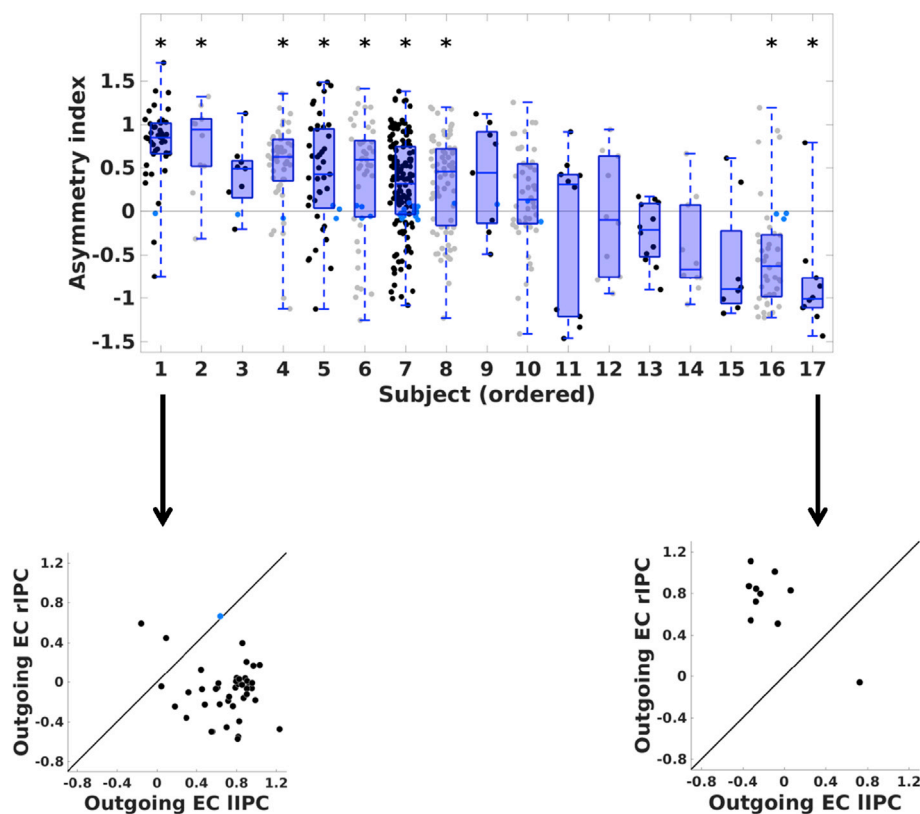 * * * * * * * * *
1.5
1
0.5
0
-0.5
-1
-1.5
Asymmetry index
1 2 3 4 5 6 7 8 9 10 11 12 13 14 15 16 17
Subject (ordered)
1.2
0.8
0.4
0
-0.4
-0.8
Outgoing EC rIPC
-0.8 -0.4 0 0.4 0.8 1.2
Outgoing EC lIPC
1.2
0.8
0.4
0
-0.4
-0.8
Outgoing EC rIPC
-0.8 -0.4 0 0.4 0.8 1.2
Outgoing EC lIPC